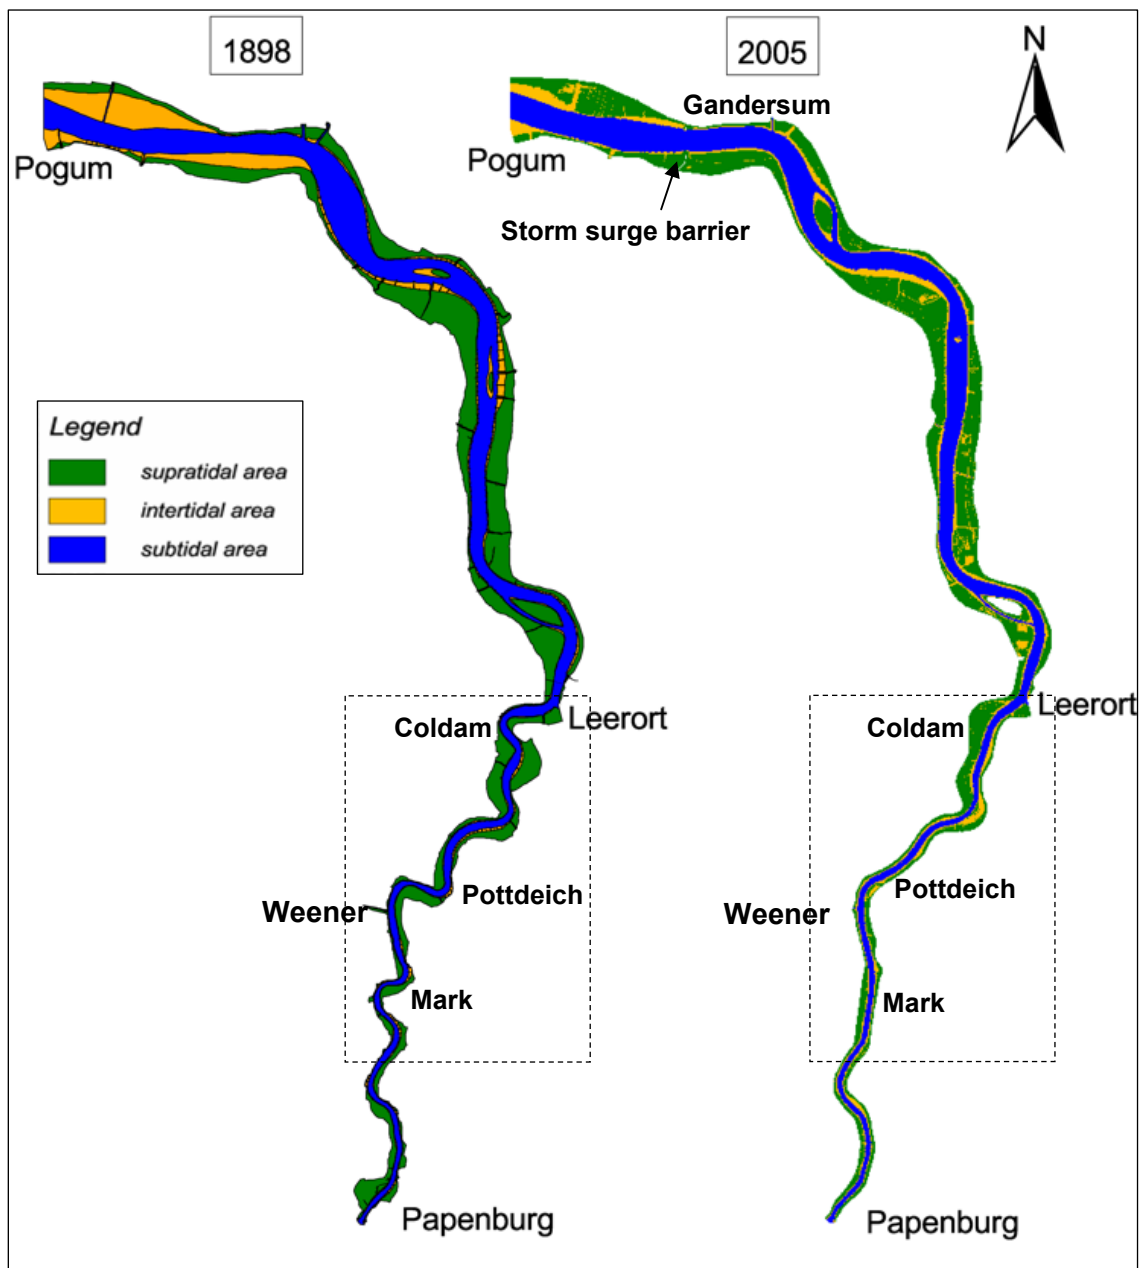 1898
2005
N
Gandersum
Pogum
Pogum
Storm surge barrier
Legend
supratidal area
intertidal area
subtidal area
Coldam
Leerort
Coldam
Leerort
Pottdeich
Weener
Pottdeich
Weener
Mark
Mark
Papenburg
Papenburg